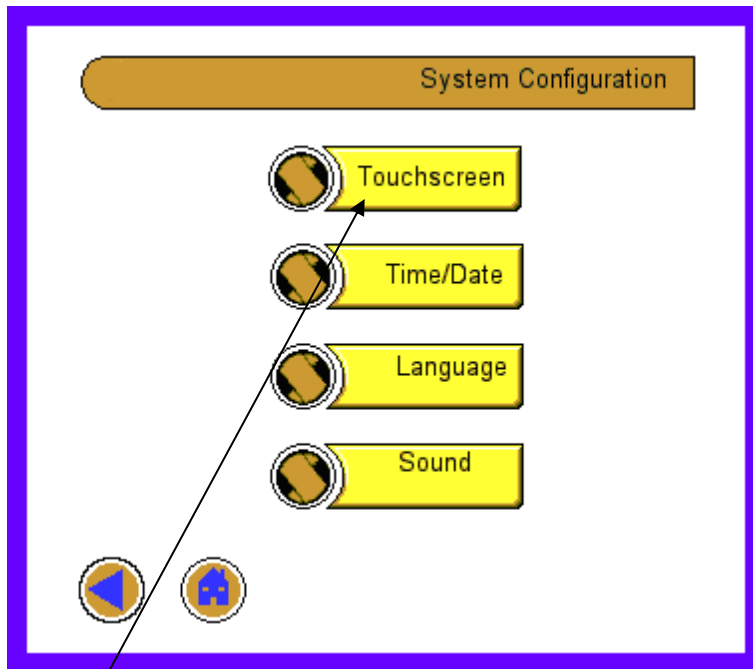 System Configuration
Touchscreen
Time/Date
Language
Sound